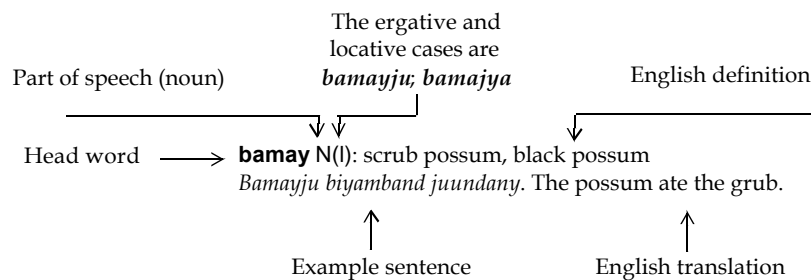 The ergative and
locative cases are
bamayju; bamajya
Part of speech (noun)
English definition
Head word
bamay N(I): scrub possum, black possum
Bamayju biyamband juundany. The possum ate the grub.
Example sentence
English translation